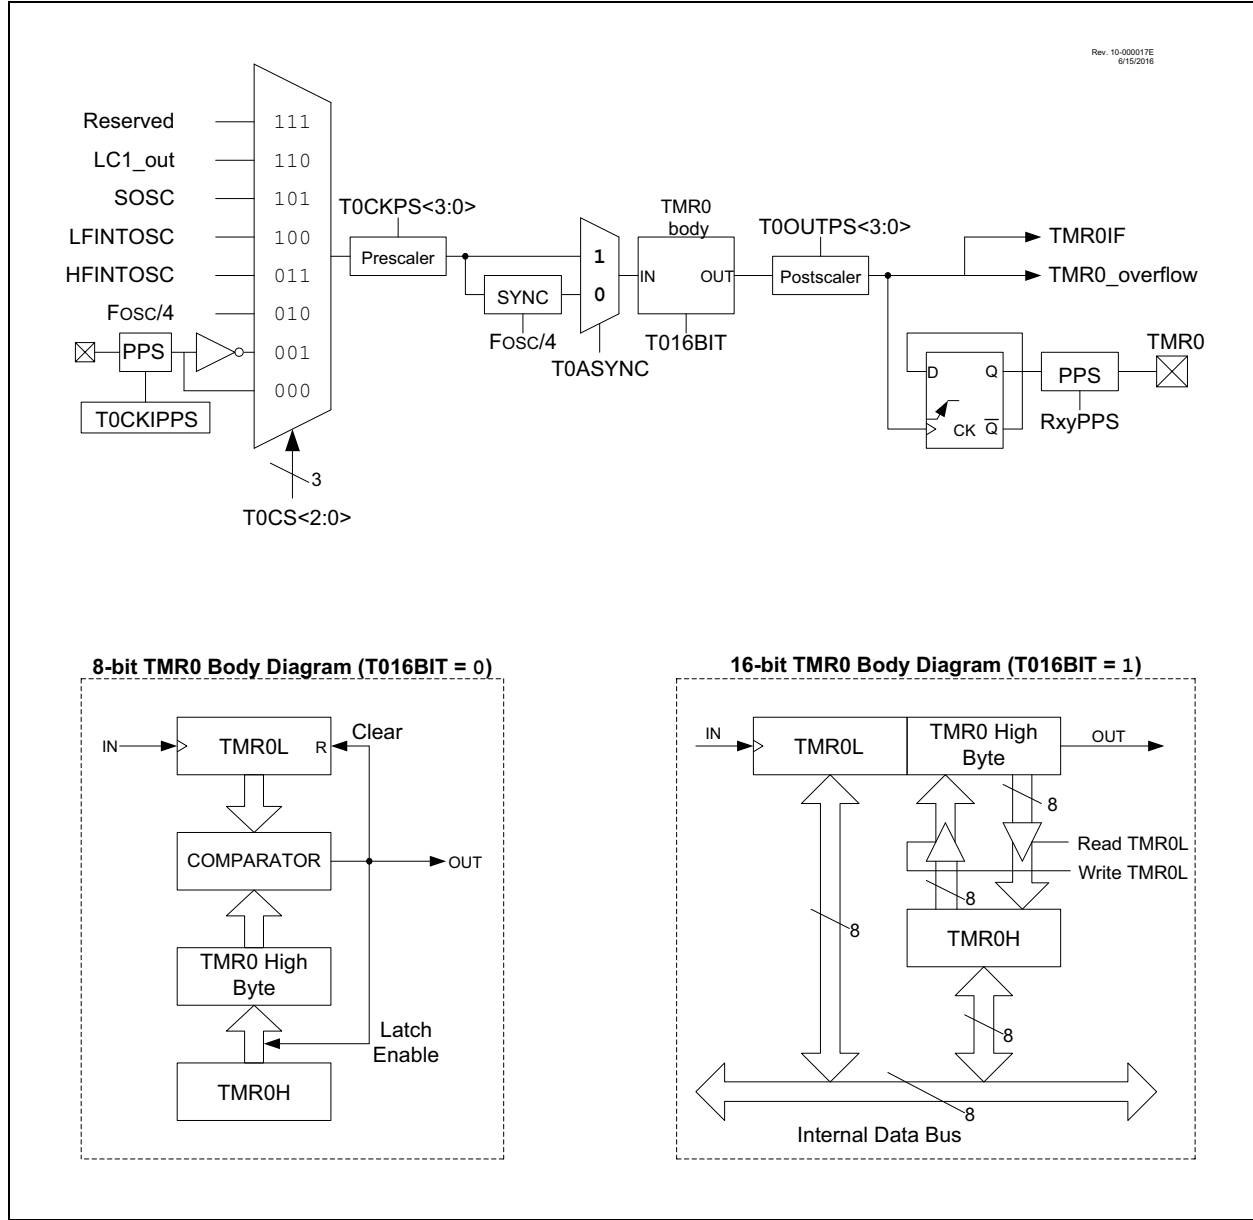 Rev. 10-000017E
6/15/2016
Reserved
111
LC1_out
110
SOSC
101
LFINTOSC
100
HFINTOSC
011
FOSC/4
010
PPS
001
000
T0CKIPPS
3
T0CS<2:0>
T0CKPS<3:0>
Prescaler
SYNC
FOSC/4
1
0
T0ASYNC
TMR0
body
IN
OUT
T016BIT
T0OUTPS<3:0>
Postscaler
TMR0IF
TMR0_overflow
D
Q
CK
Q
PPS
RxyPPS
TMR0
8-bit TMR0 Body Diagram (T016BIT = 0)
IN
TMR0L
R
Clear
COMPARATOR
OUT
TMR0 High
Byte
Latch
Enable
TMR0H
16-bit TMR0 Body Diagram (T016BIT = 1)
IN
TMR0L
TMR0 High
Byte
OUT
8
Read TMR0L
Write TMR0L
8
TMR0H
8
8
8
Internal Data Bus